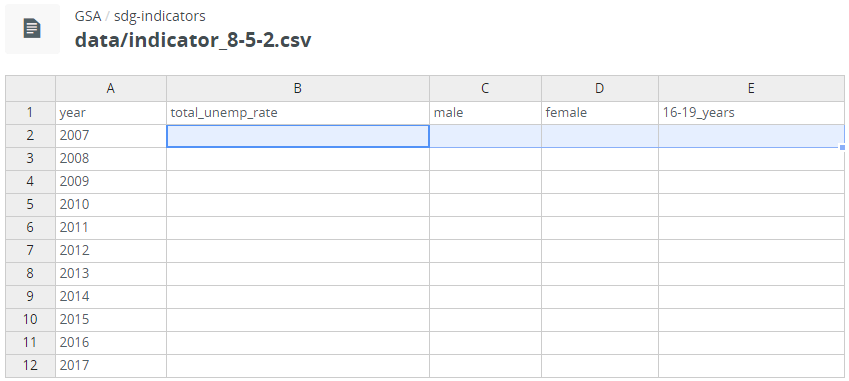 GSA / sdg-indicators
data/indicator_8-5-2.csv
A B C D E
1 year total_unemp_rate male female 16-19_years
2 2007
3 2008
4 2009
5 2010
6 2011
7 2012
8 2013
9 2014
10 2015
11 2016
12 2017